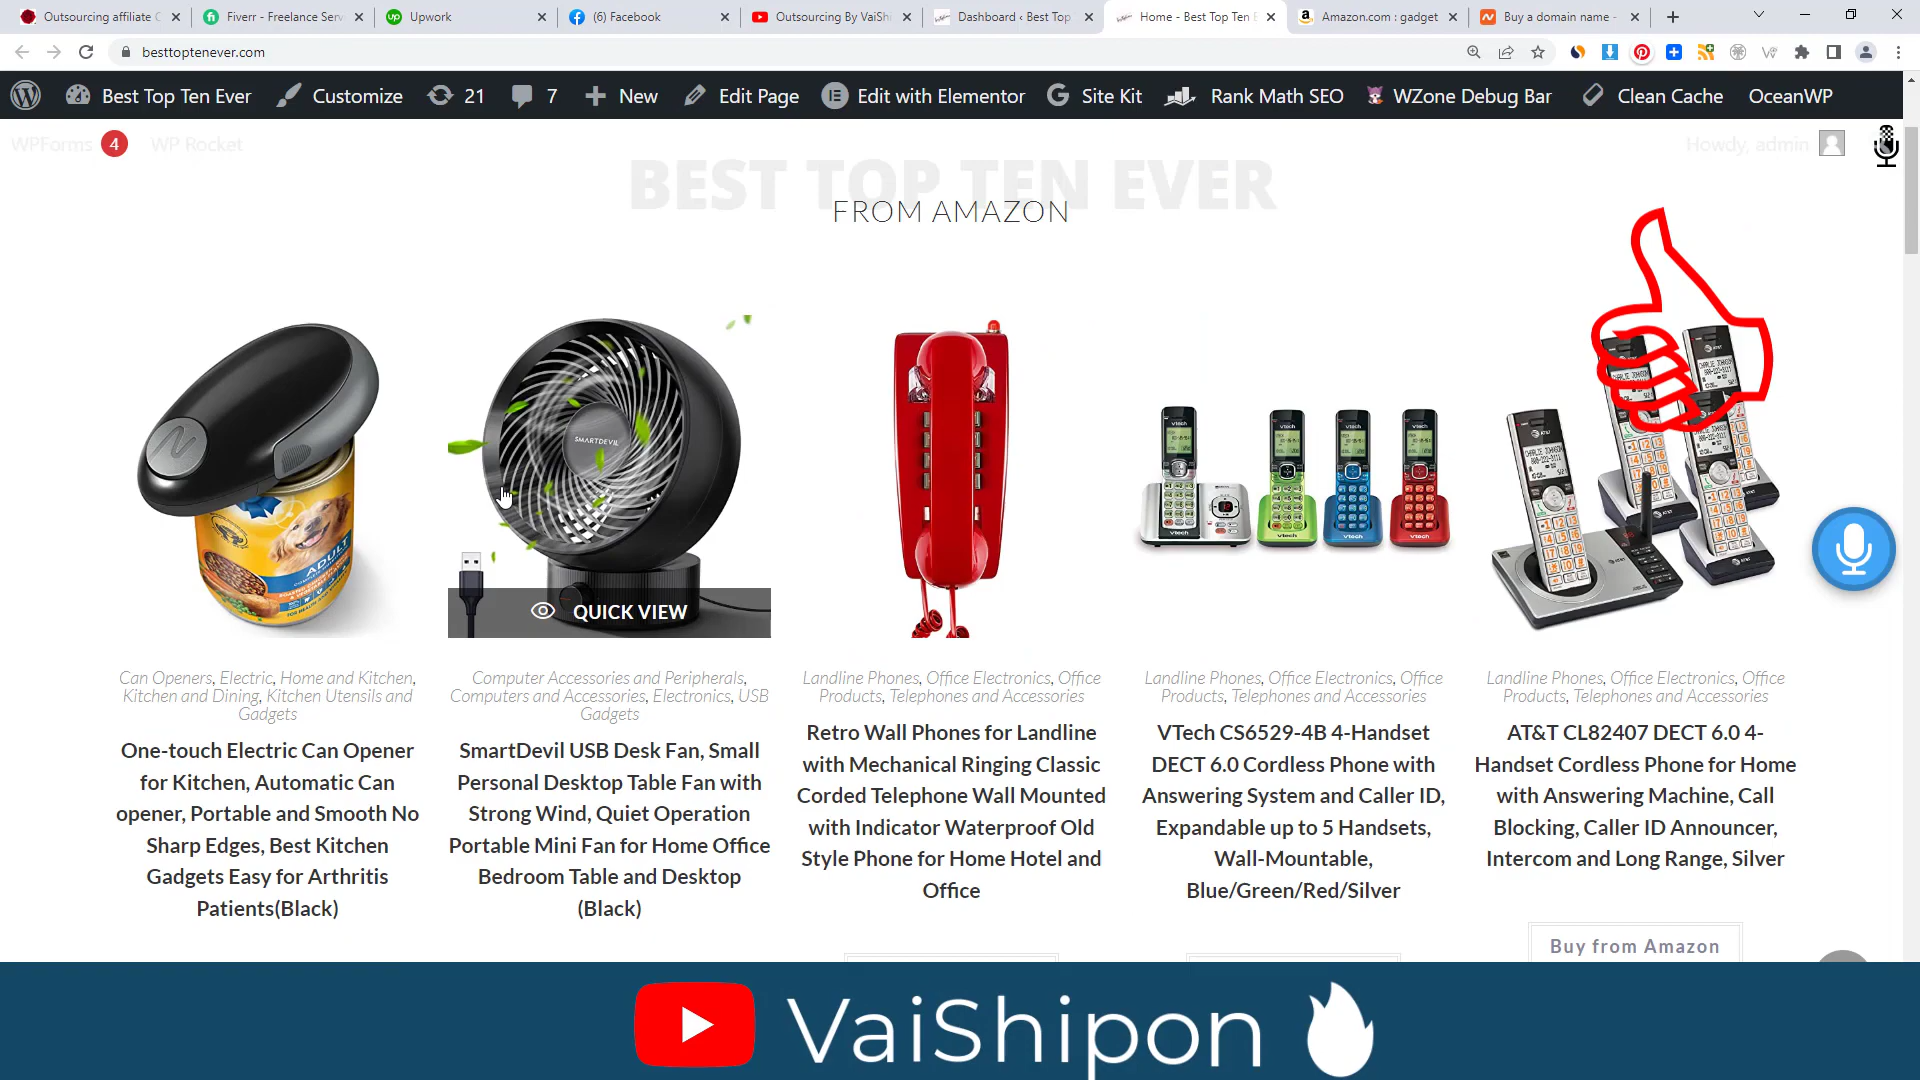 Outsourcing affiliate C
Fiverr - Freelance Serv
Upwork
(6) Facebook
Outsourcing By VaiShi
Dashboard ‹ Best Top
Home - Best Top Ten E
Amazon.com : gadget
Buy a domain name -
besttoptenever.com
Best Top Ten Ever
Customize
21
7
New
Edit Page
Edit with Elementor
Site Kit
Rank Math SEO
WZone Debug Bar
Clean Cache
OceanWP
WPForms 4
WP Rocket
Howdy, admin
BEST TOP TEN EVER
FROM AMAZON
SMARTDEVIL
ADULT
QUICK VIEW
Can Openers, Electric, Home and Kitchen,
Kitchen and Dining, Kitchen Utensils and
Gadgets
One-touch Electric Can Opener
for Kitchen, Automatic Can
opener, Portable and Smooth No
Sharp Edges, Best Kitchen
Gadgets Easy for Arthritis
Patients(Black)
Computer Accessories and Peripherals,
Computers and Accessories, Electronics, USB
Gadgets
SmartDevil USB Desk Fan, Small
Personal Desktop Table Fan with
Strong Wind, Quiet Operation
Portable Mini Fan for Home Office
Bedroom Table and Desktop
(Black)
Landline Phones, Office Electronics, Office
Products, Telephones and Accessories
Retro Wall Phones for Landline
with Mechanical Ringing Classic
Corded Telephone Wall Mounted
with Indicator Waterproof Old
Style Phone for Home Hotel and
Office
Landline Phones, Office Electronics, Office
Products, Telephones and Accessories
VTech CS6529-4B 4-Handset
DECT 6.0 Cordless Phone with
Answering System and Caller ID,
Expandable up to 5 Handsets,
Wall-Mountable,
Blue/Green/Red/Silver
Landline Phones, Office Electronics, Office
Products, Telephones and Accessories
AT&T CL82407 DECT 6.0 4-
Handset Cordless Phone for Home
with Answering Machine, Call
Blocking, Caller ID Announcer,
Intercom and Long Range, Silver
Buy from Amazon
VaiShipon